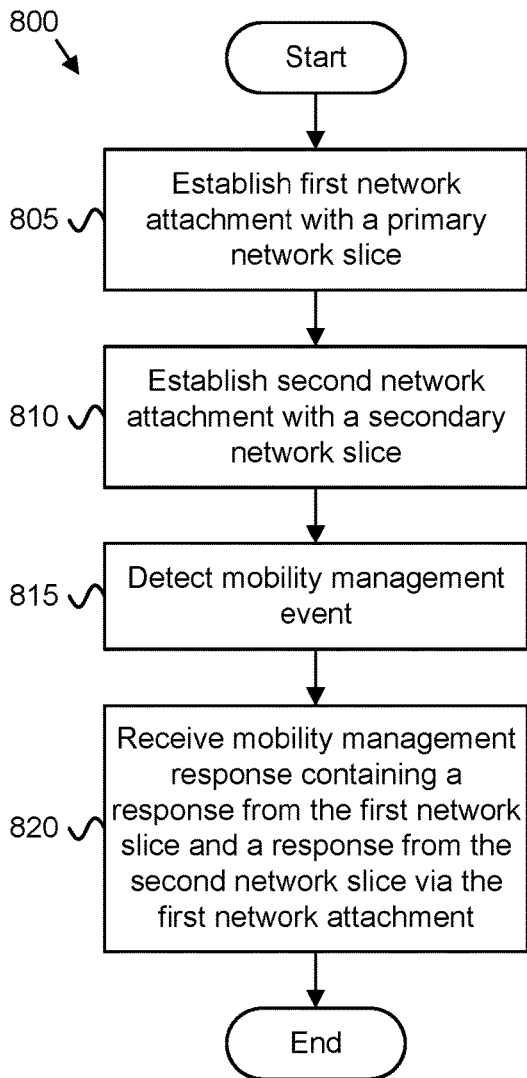 800
Start
805
Establish first network
attachment with a primary
network slice
810
Establish second network
attachment with a secondary
network slice
815
Detect mobility management
event
820
Receive mobility management
response containing a
response from the first network
slice and a response from the
second network slice via the
first network attachment
End